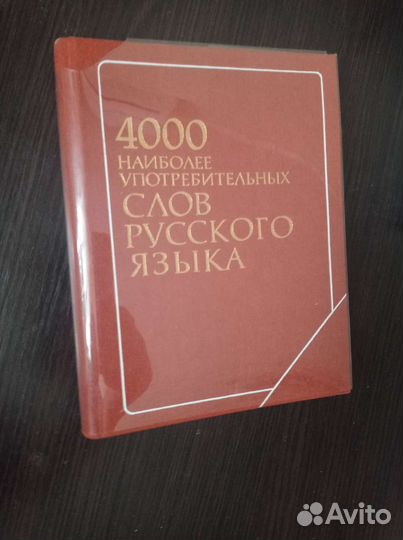 4000
НАИБОЛЕЕ
УПОТРЕБИТЕЛЬНЫХ
СЛОВ
РУССКОГО
ЯЗЫКА
Avito